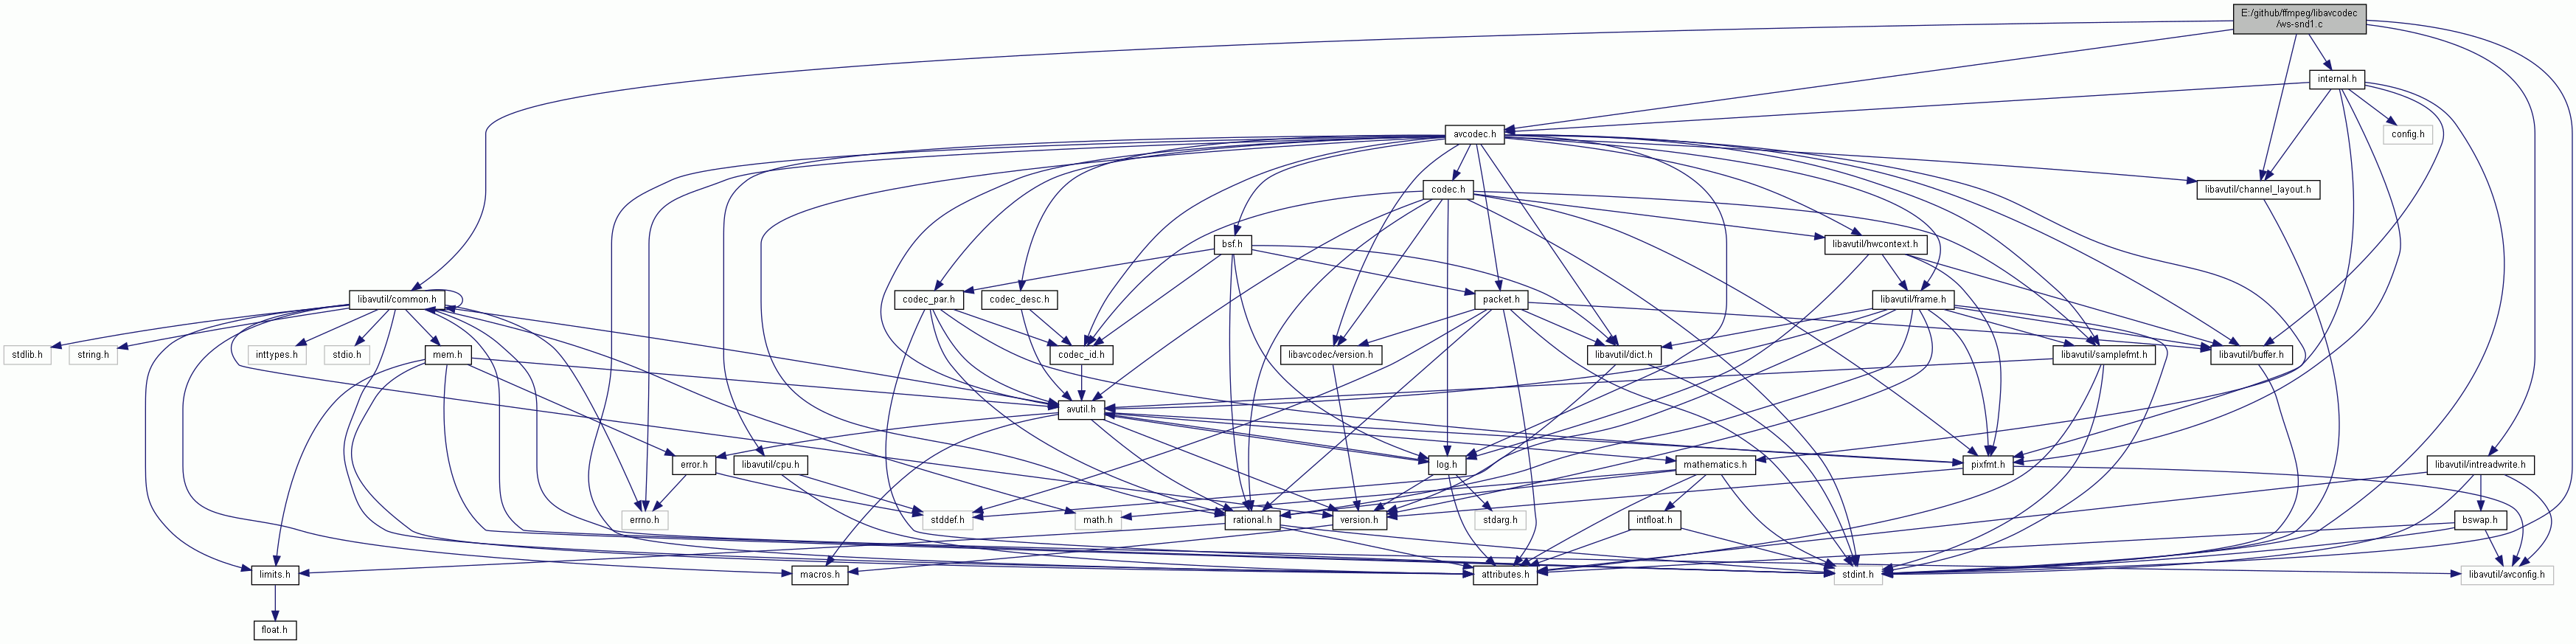 E:/github/ffmpeg/libavcodec
/ws-snd1.c
internal.h
avcodec.h
config.h
codec.h
libavutil/channel_layout.h
bsf.h
libavutil/hwcontext.h
libavutil/common.h
codec_par.h
codec_desc.h
packet.h
libavutil/frame.h
stdlib.h
string.h
inttypes.h
stdio.h
mem.h
codec_id.h
libavcodec/version.h
libavutil/dict.h
libavutil/samplefmt.h
libavutil/buffer.h
avutil.h
error.h
libavutil/cpu.h
log.h
mathematics.h
pixfmt.h
libavutil/intreadwrite.h
errno.h
stddef.h
math.h
rational.h
version.h
stdarg.h
intfloat.h
bswap.h
limits.h
macros.h
attributes.h
stdint.h
libavutil/avconfig.h
float.h